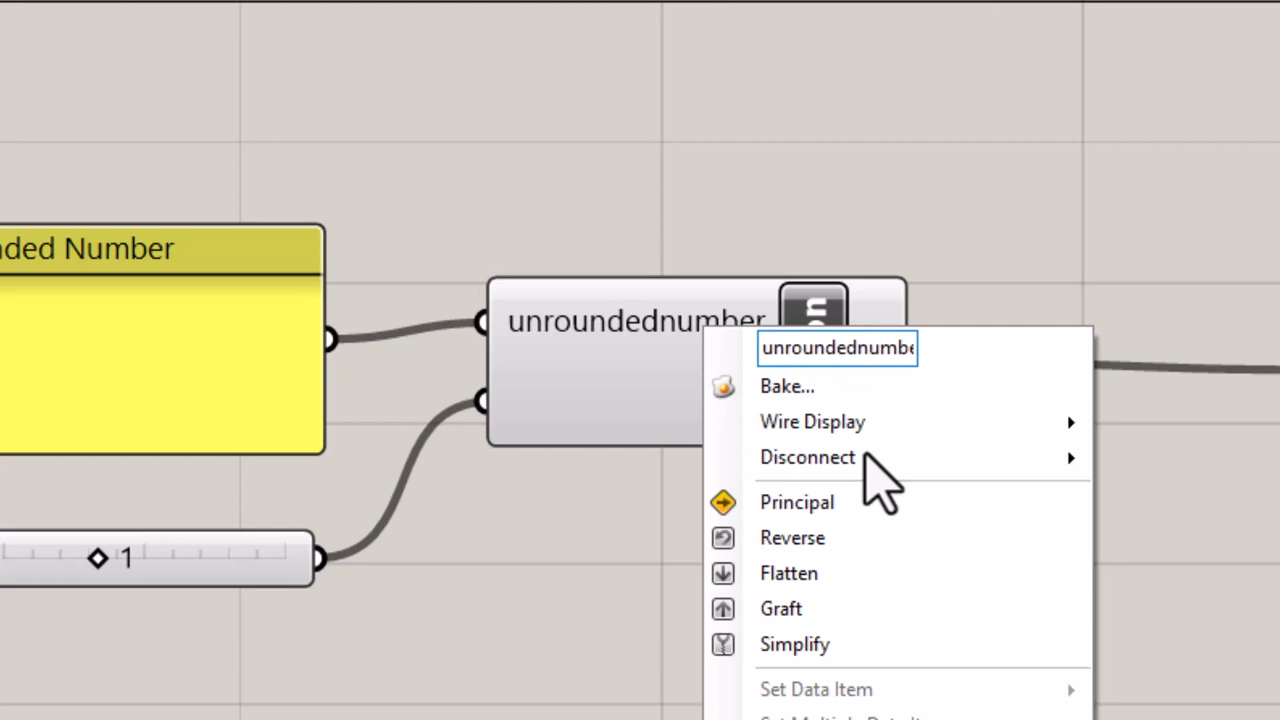 ded Number
unroundednumber
unroundednumbe
Bake...
Wire Display
Disconnect
Principal
1
Reverse
Flatten
Graft
Simplify
Set Data Item